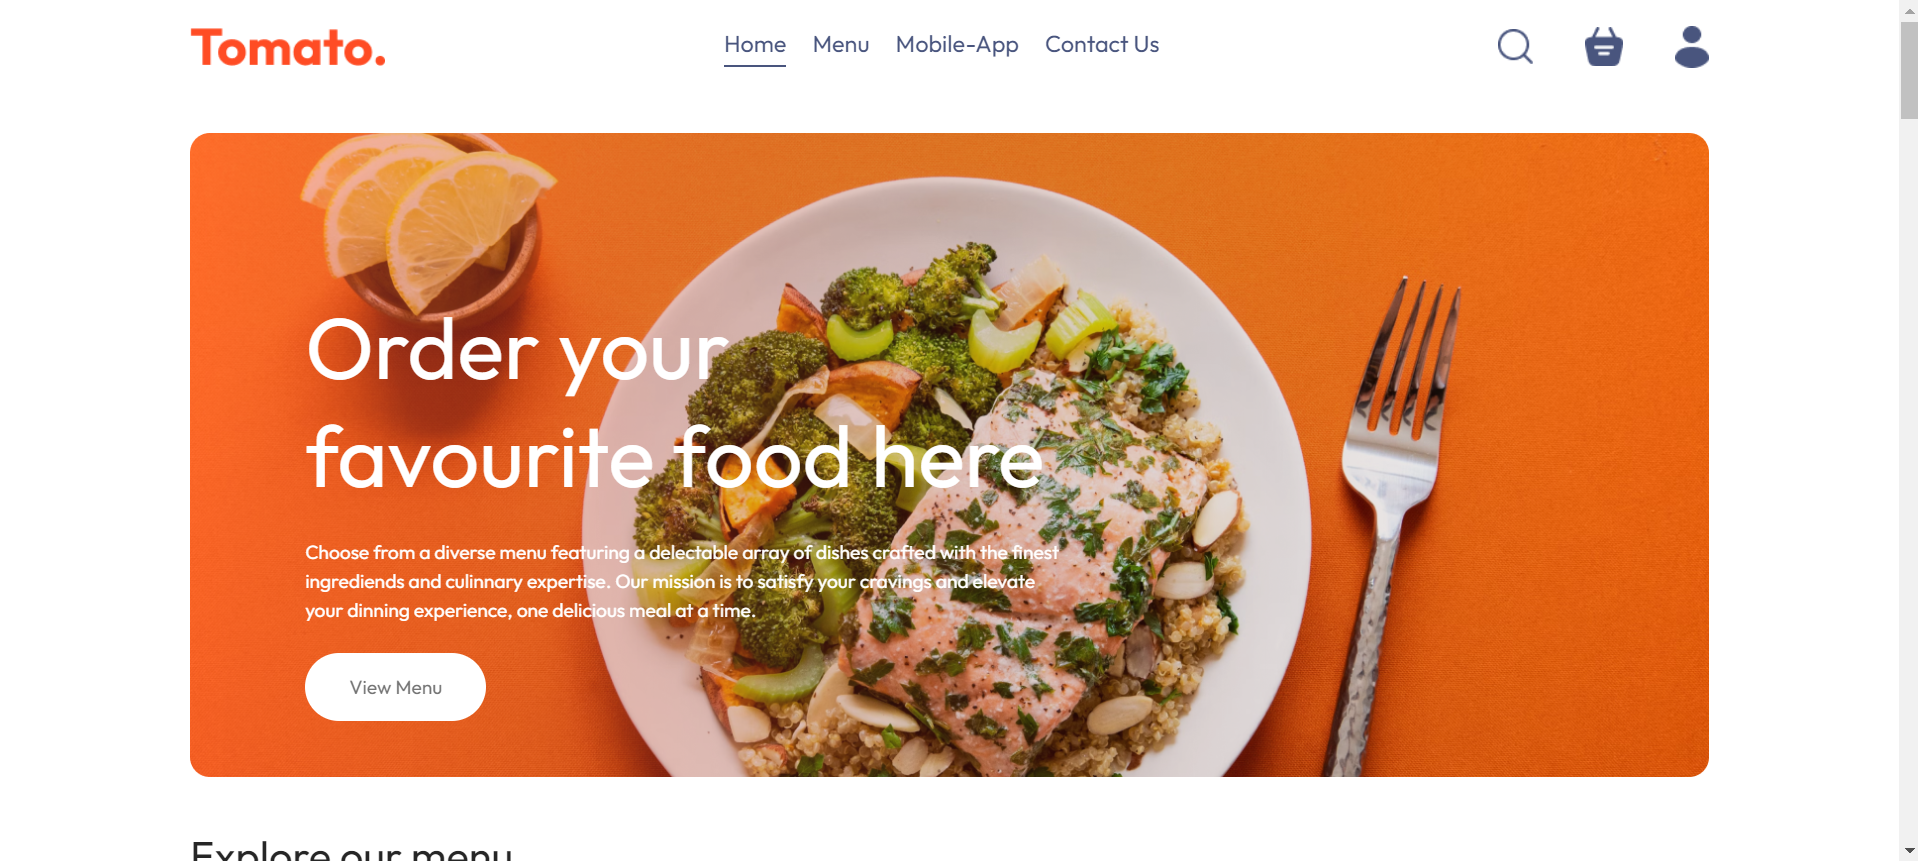 Tomato.
Home Menu Mobile-App Contact Us
Order your
favourite food here
Choose from a diverse menu featuring a delectable array of dishes crafted with the finest
ingrediends and culinnary expertise. Our mission is to satisfy your cravings and elevate
your dinning experience, one delicious meal at a time.
View Menu
Explore our menu